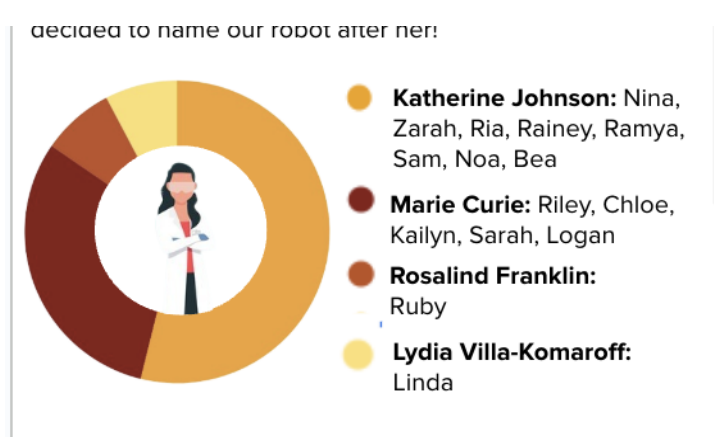 decided to name our robot after her!
Katherine Johnson: Nina,
Zarah, Ria, Rainey, Ramya,
Sam, Noa, Bea
Marie Curie: Riley, Chloe,
Kailyn, Sarah, Logan
Rosalind Franklin:
Ruby
Lydia Villa-Komaroff:
Linda